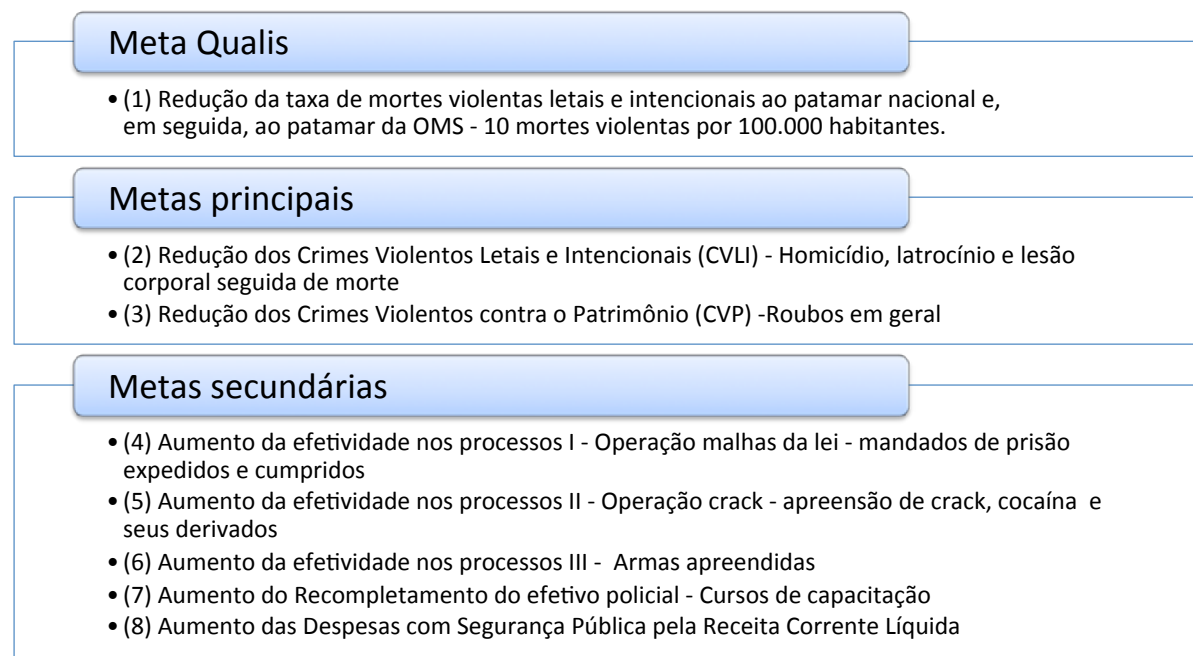 Meta Qualis
• (1) Redução da taxa de mortes violentas letais e intencionais ao patamar nacional e,
em seguida, ao patamar da OMS - 10 mortes violentas por 100.000 habitantes.
Metas principais
• (2) Redução dos Crimes Violentos Letais e Intencionais (CVLI) - Homicídio, latrocínio e lesão
corporal seguida de morte
• (3) Redução dos Crimes Violentos contra o Patrimônio (CVP) -Roubos em geral
Metas secundárias
• (4) Aumento da efetividade nos processos I - Operação malhas da lei - mandados de prisão
expedidos e cumpridos
• (5) Aumento da efetividade nos processos II - Operação crack - apreensão de crack, cocaína e
seus derivados
• (6) Aumento da efetividade nos processos III - Armas apreendidas
• (7) Aumento do Recompletamento do efetivo policial - Cursos de capacitação
• (8) Aumento das Despesas com Segurança Pública pela Receita Corrente Líquida